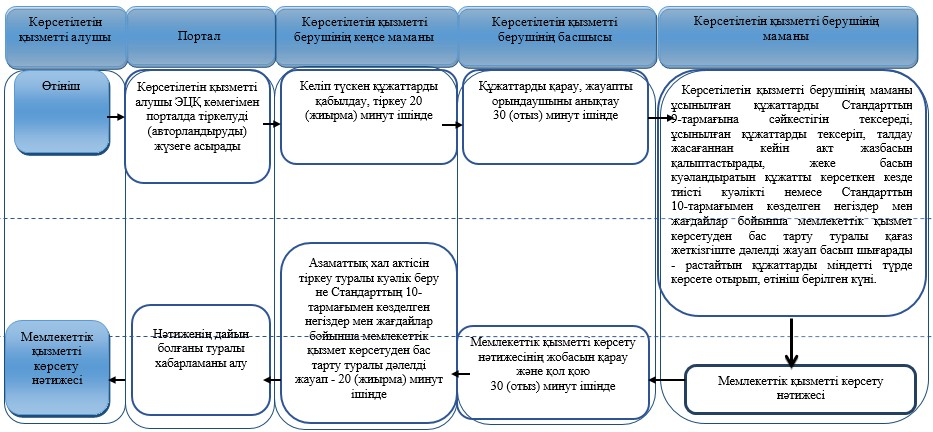 Көрсетілетін
қызметті алушы
Портал
Көрсетілетін қызметті
берушінің кеңсе маманы
Көрсетілетін қызметті
берушінің басшысы
Көрсетілетін қызметті берушінің
маманы
Өтініш
Көрсетілетін қызметті
алушы ЭЦҚ көмегімен
порталда тіркелуді
(авторландыруды)
жүзеге асырады
Келіп түскен құжаттарды
қабылдау, тіркеу 20
(жиырма) минут ішінде
Құжаттарды қарау, жауапты
орындаушыны анықтау
30 (отыз) минут ішінде
Көрсетілетін қызметті берушінің маманы
ұсынылған құжаттарды Стандарттын
9-тармағына сәйкестігін тексереді,
ұсынылған құжаттарды тексеріп, талдау
жасағаннан кейін акт жазбасын
қалыптастырады, жеке басын
куәландыратын құжатты көрсеткен кезде
тиісті куәлікті немесе Стандарттын
10-тармағымен көзделген негіздер мен
жағдайлар бойынша мемлекеттік қызмет
көрсетуден бас тарту туралы қағаз
жеткізгіште дәлелді жауап басып шығарады
- растайтын құжаттарды міндетті түрде
көрсете отырып, өтініш берілген күні.
Мемлекеттік
қызметті
көрсету
нәтижесі
Нәтиженің дайын
болғаны туралы
хабарламаны алу
Азаматтық хал актісін
тіркеу туралы куәлік беру
не Стандарттың 10-
тармағымен көзделген
негіздер мен жағдайлар
бойынша мемлекеттік
қызмет көрсетуден бас
тарту туралы дәлелді
жауап - 20 (жиырма) минут
ішінде
Мемлекеттік қызметті көрсету
нәтижесінің жобасын қарау
және қол қою
30 (отыз) минут ішінде
Мемлекеттік қызметті көрсету
нәтижесі